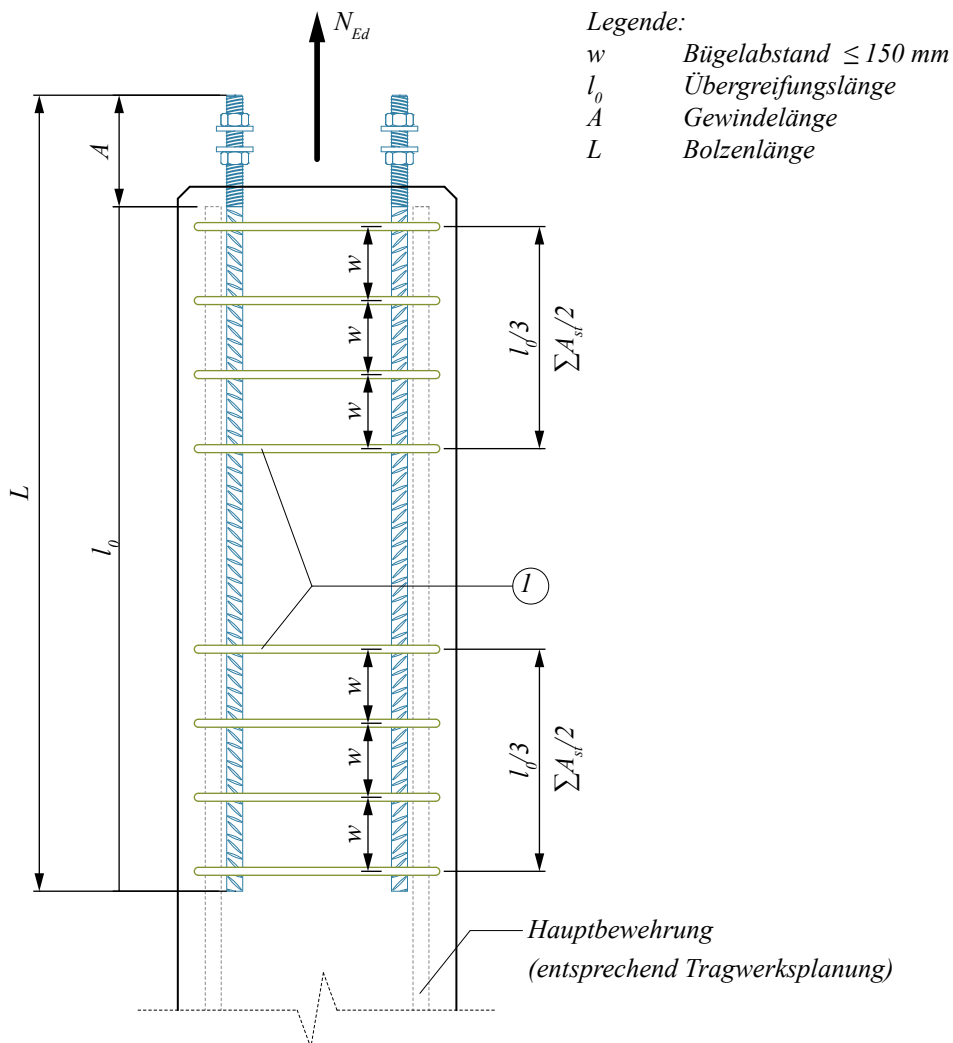 N_Ed
Legende:
w Bügelabstand ≤ 150 mm
l_0 Übergreifungslänge
A Gewindelänge
L Bolzenlänge
A
w
w
w
l_0/3
∑A_st/2
L
l_0
1
w
w
w
l_0/3
∑A_st/2
Hauptbewehrung
(entsprechend Tragwerksplanung)